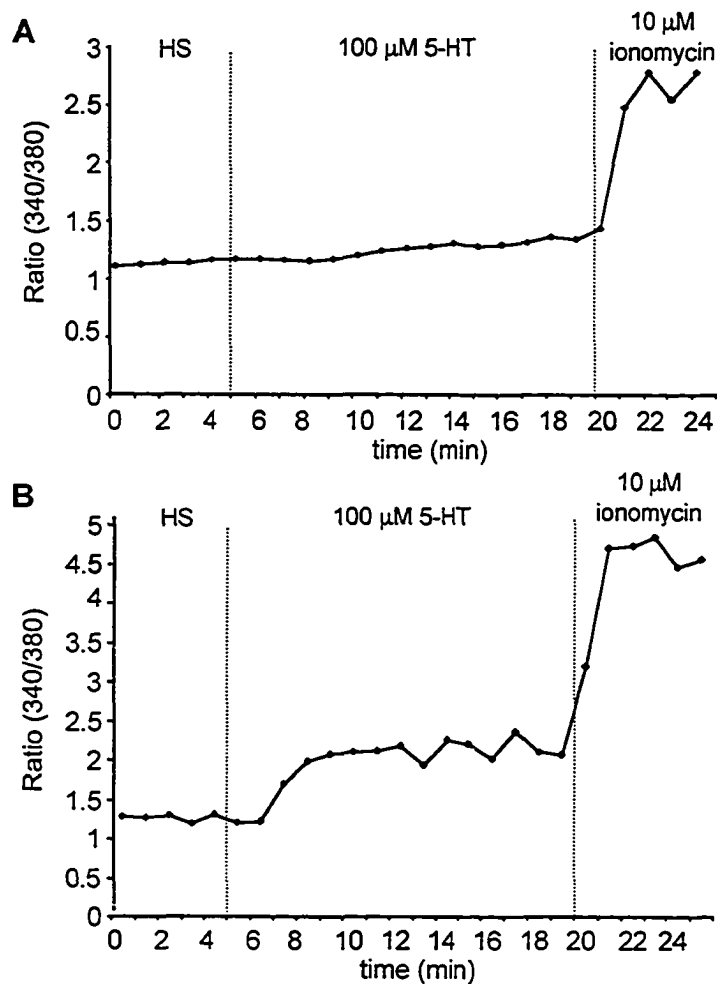 A
HS
100 μM 5-HT
10 μM
ionomycin
Ratio (340/380)
3
2.5
2
1.5
1
0.5
0
0 2 4 6 8 10 12 14 16 18 20 22 24
time (min)
B
HS
100 μM 5-HT
10 μM
ionomycin
Ratio (340/380)
5
4.5
4
3.5
3
2.5
2
1.5
1
0.5
0
0 2 4 6 8 10 12 14 16 18 20 22 24
time (min)